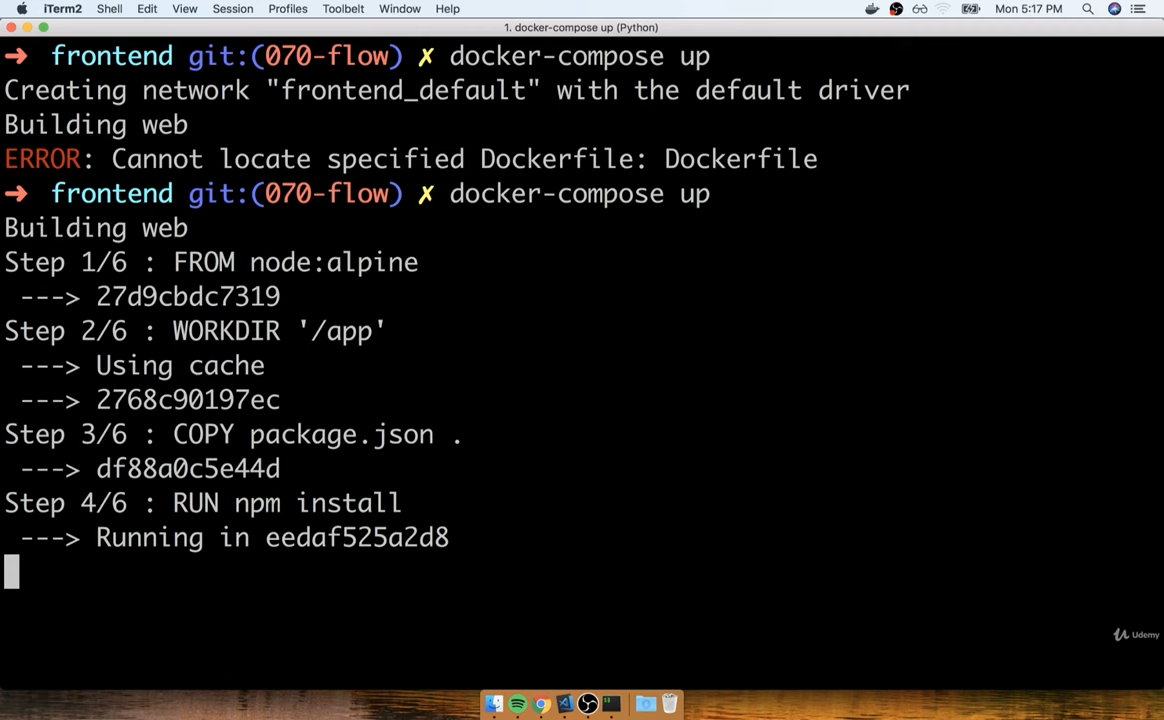 iTerm2 Shell Edit View Session Profiles Toolbelt Window Help Mon 5:17 PM
1. docker-compose up (Python)
➜ frontend git:(070-flow) ✗ docker-compose up
Creating network "frontend_default" with the default driver
Building web
ERROR: Cannot locate specified Dockerfile: Dockerfile
➜ frontend git:(070-flow) ✗ docker-compose up
Building web
Step 1/6 : FROM node:alpine
---> 27d9cbdc7319
Step 2/6 : WORKDIR '/app'
---> Using cache
---> 2768c90197ec
Step 3/6 : COPY package.json .
---> df88a0c5e44d
Step 4/6 : RUN npm install
---> Running in eedaf525a2d8
Udemy